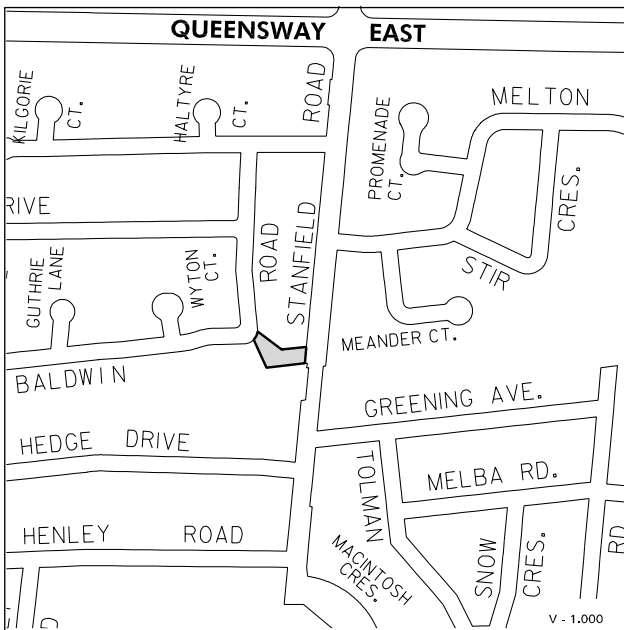 QUEENSWAY EAST
KILGORIE
CT.
HALTYRE
CT.
ROAD
PROMENADE
CT.
MELTON
CRES.
RIVE
ROAD
STANFIELD
GUTHRIE
LANE
WYTON
CT.
STIR
MEANDER CT.
BALDWIN
GREENING AVE.
HEDGE DRIVE
TOLMAN
MELBA RD.
HENLEY ROAD
MACINTOSH
CRES.
SNOW
CRES.
RD
V - 1.000